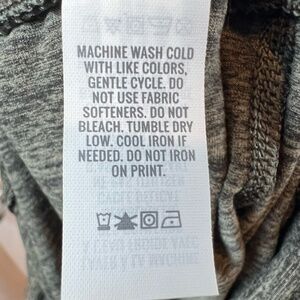 MACHINE WASH COLD
WITH LIKE COLORS,
GENTLE CYCLE. DO
NOT USE FABRIC
SOFTENERS. DO NOT
BLEACH. TUMBLE DRY
LOW. COOL IRON IF
NEEDED. DO NOT IRON
ON PRINT.